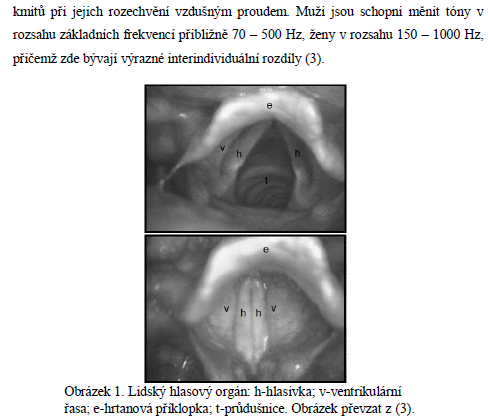 kmitů při jejich rozechvění vzdušným proudem. Muži jsou schopni měnit tóny v
rozsahu základních frekvencí přibližně 70 – 500 Hz, ženy v rozsahu 150 – 1000 Hz,
přičemž zde bývají výrazné interindividuální rozdíly (3).
e
v
h
h
t
e
v
h
h
v
Obrázek 1. Lidský hlasový orgán: h-hlasivka; v-ventrikulární
řasa; e-hrtanová příklopka; t-průdušnice. Obrázek převzat z (3).